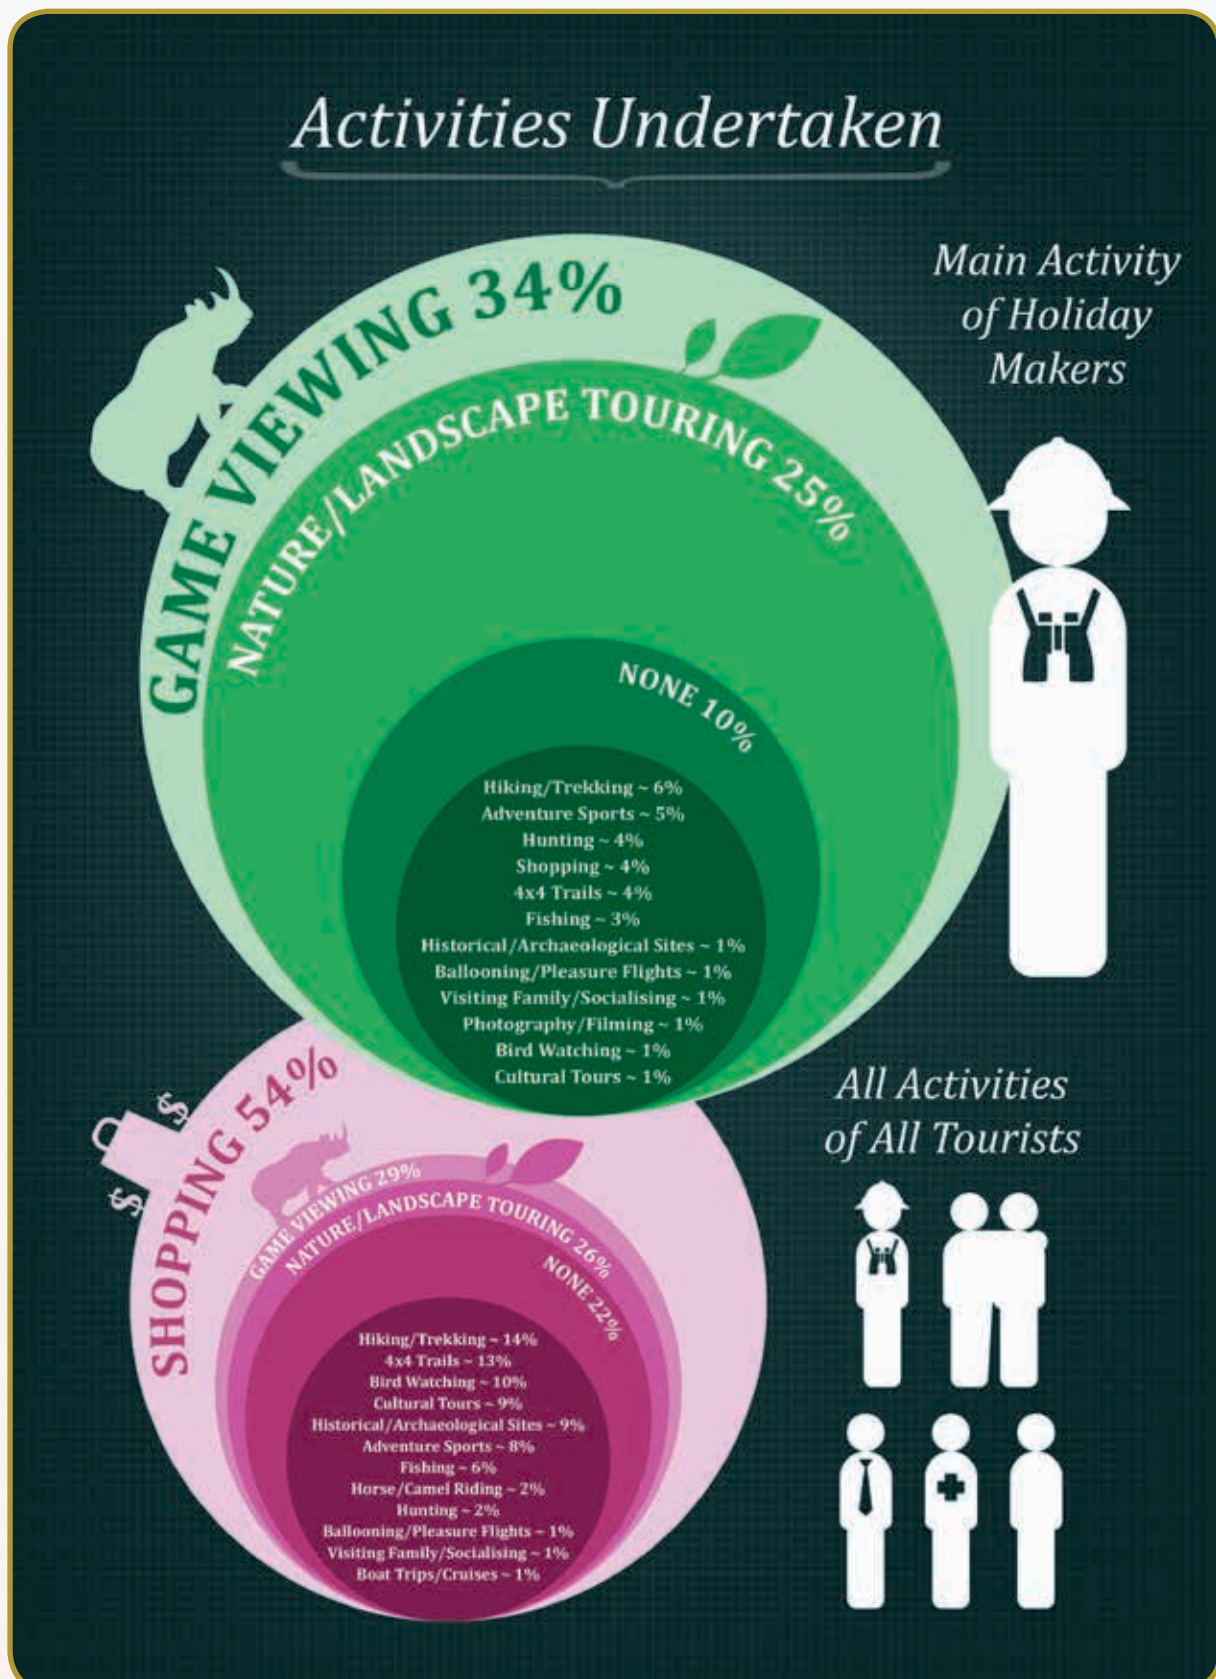 Activities Undertaken
Main Activity
of Holiday
Makers
GAME VIEWING 34%
NATURE/LANDSCAPE TOURING 25%
NONE 10%
Hiking/Trekking ~ 6%
Adventure Sports ~ 5%
Hunting ~ 4%
Shopping ~ 4%
4x4 Trails ~ 4%
Fishing ~ 3%
Historical/Archaeological Sites ~ 1%
Ballooning/Pleasure Flights ~ 1%
Visiting Family/Socialising ~ 1%
Photography/Filming ~ 1%
Bird Watching ~ 1%
Cultural Tours ~ 1%
All Activities
of All Tourists
$
$
SHOPPING 54%
GAME VIEWING 29%
NATURE/LANDSCAPE TOURING 26%
NONE 22%
Hiking/Trekking ~ 14%
4x4 Trails ~ 13%
Bird Watching ~ 10%
Cultural Tours ~ 9%
Historical/Archaeological Sites ~ 9%
Adventure Sports ~ 8%
Fishing ~ 6%
Horse/Camel Riding ~ 2%
Hunting ~ 2%
Ballooning/Pleasure Flights ~ 1%
Visiting Family/Socialising ~ 1%
Boat Trips/Cruises ~ 1%